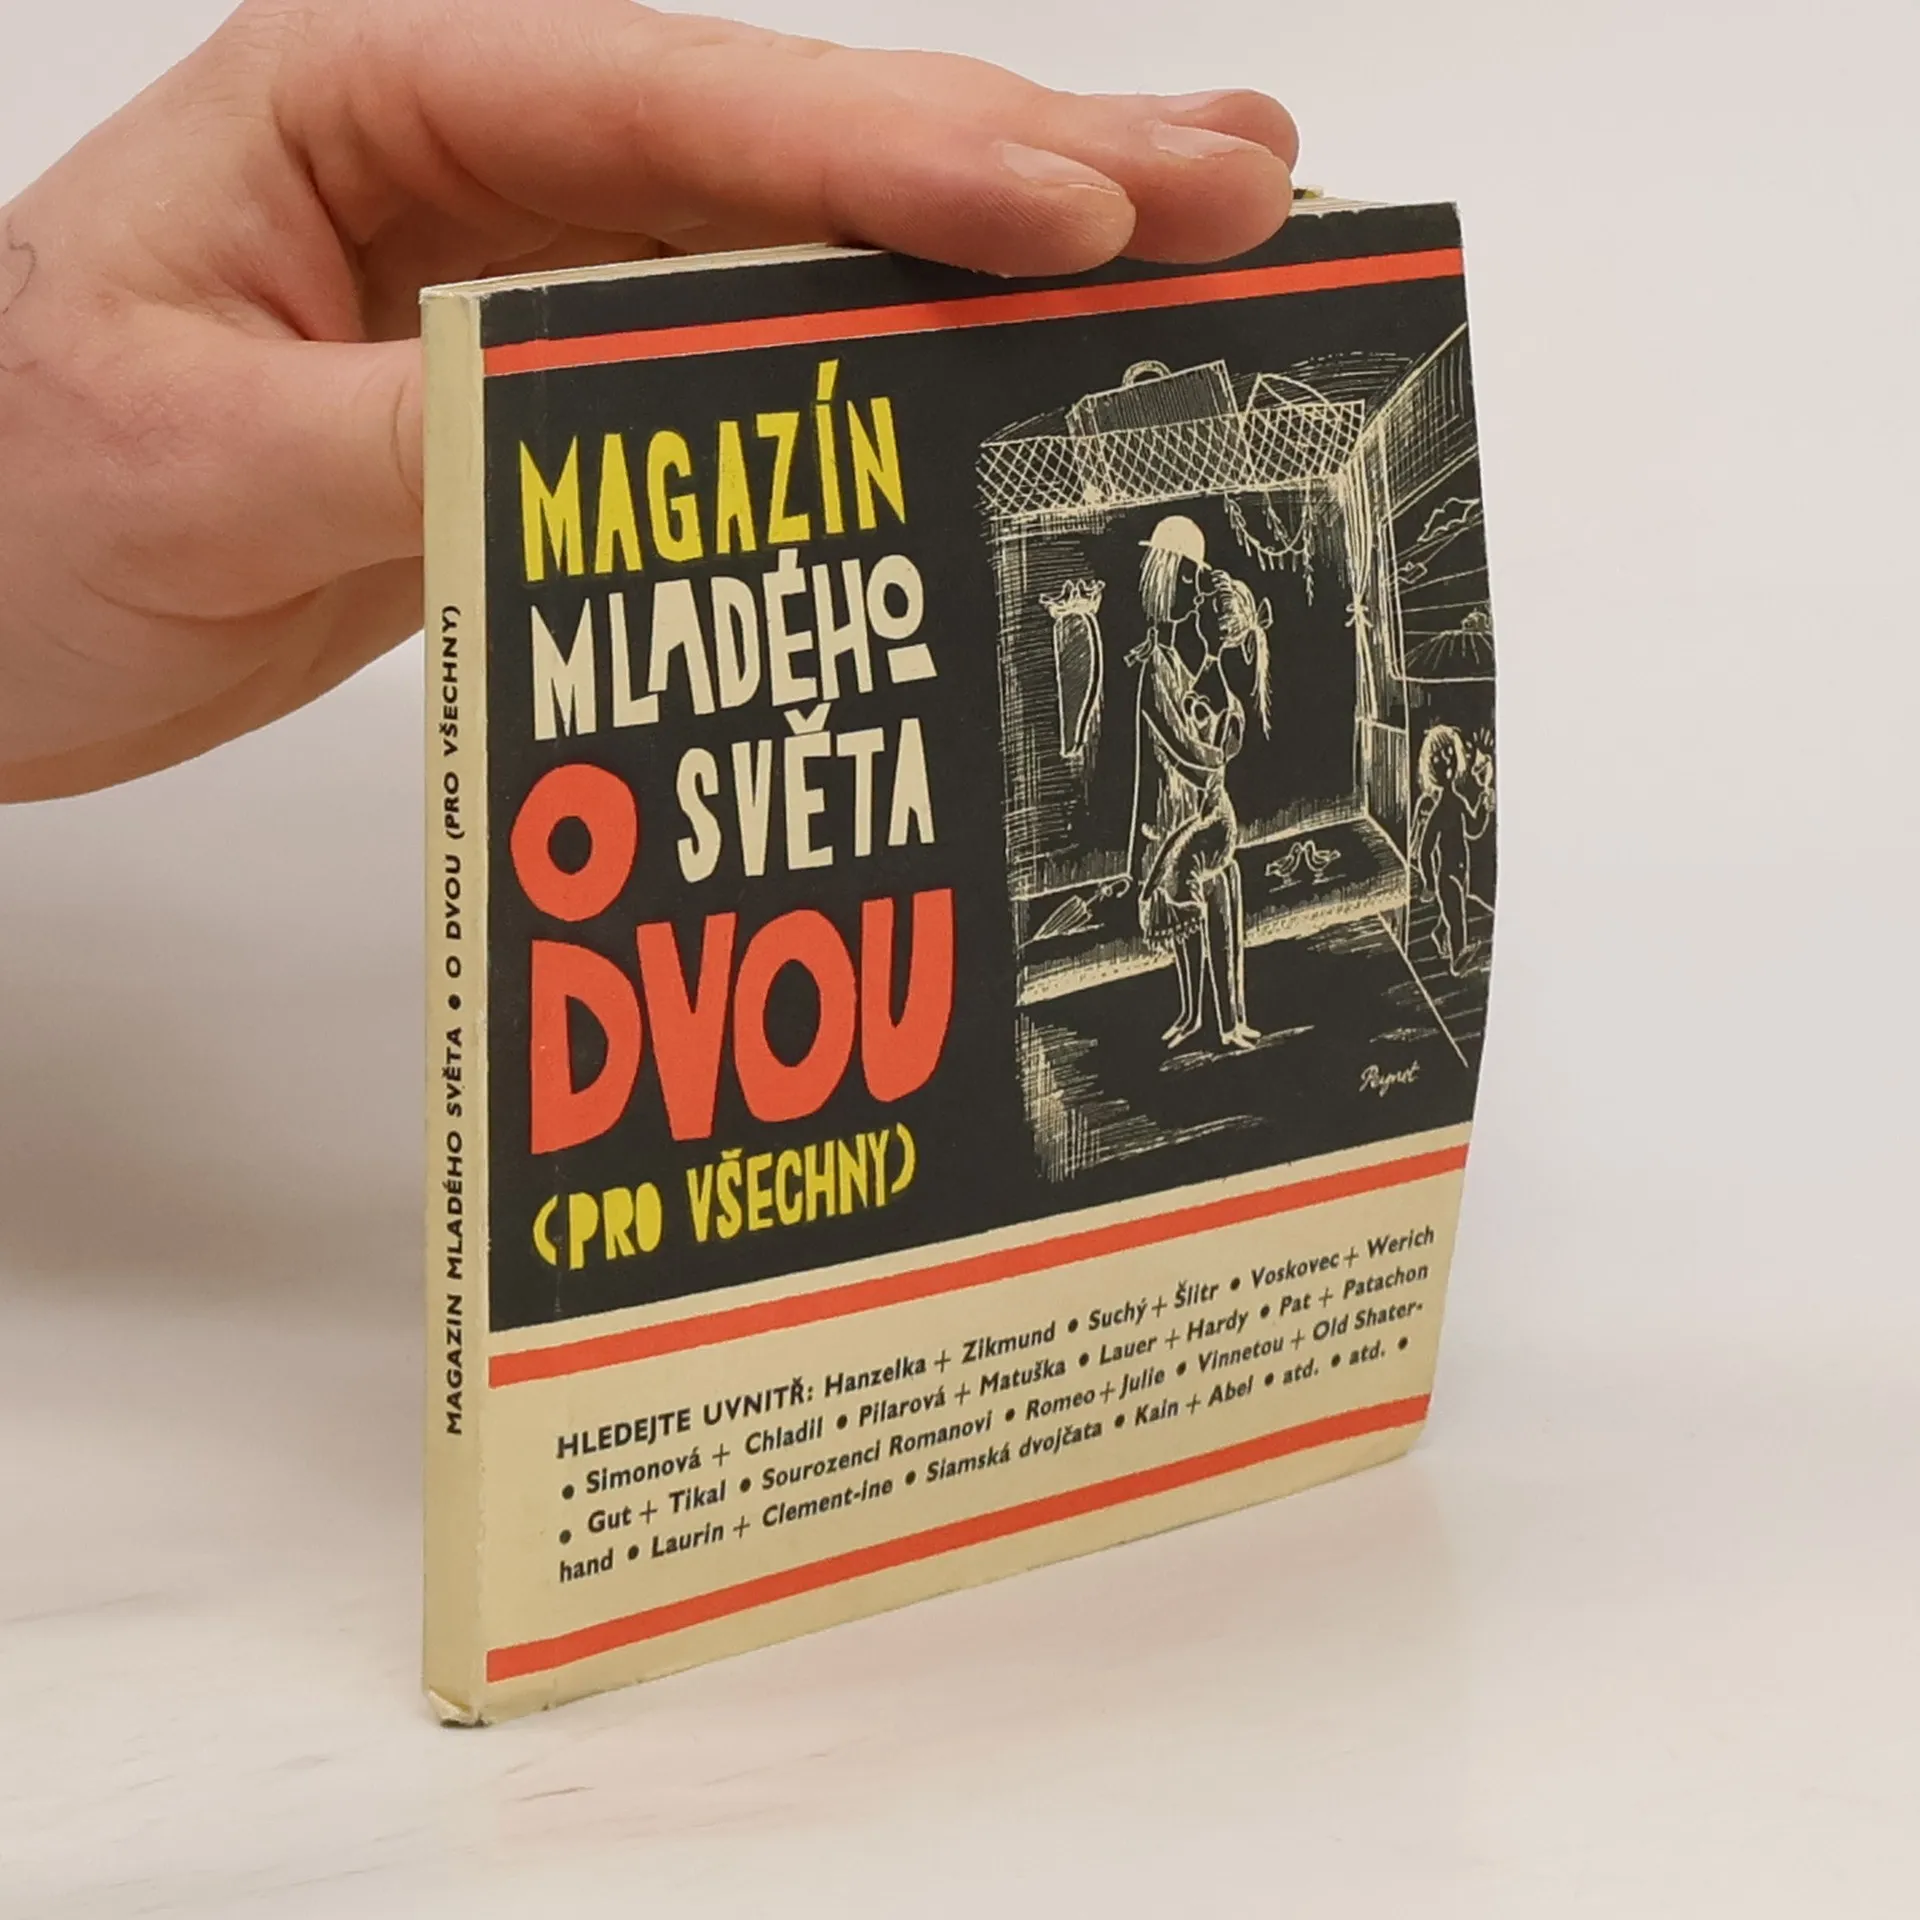 MAGAZIN MLADÉHO SVĚTA • O DVOU (PRO VŠECHNY)
MAGAZÍN
MLADÉHO
SVĚTA
O
DVOU
(PRO VŠECHNY)
Peynet
HLEDEJTE UVNITŘ: Hanzelka + Zikmund • Suchý + Šlitr • Voskovec + Werich
• Simonová + Chladil • Pilarová + Matuška • Lauer + Hardy • Pat + Patachon
• Gut + Tikal • Sourozenci Romanovi • Romeo + Julie • Vinnetou + Old Shater-
hand • Laurin + Clement-ine • Siamská dvojčata • Kain + Abel • atd. • atd. •